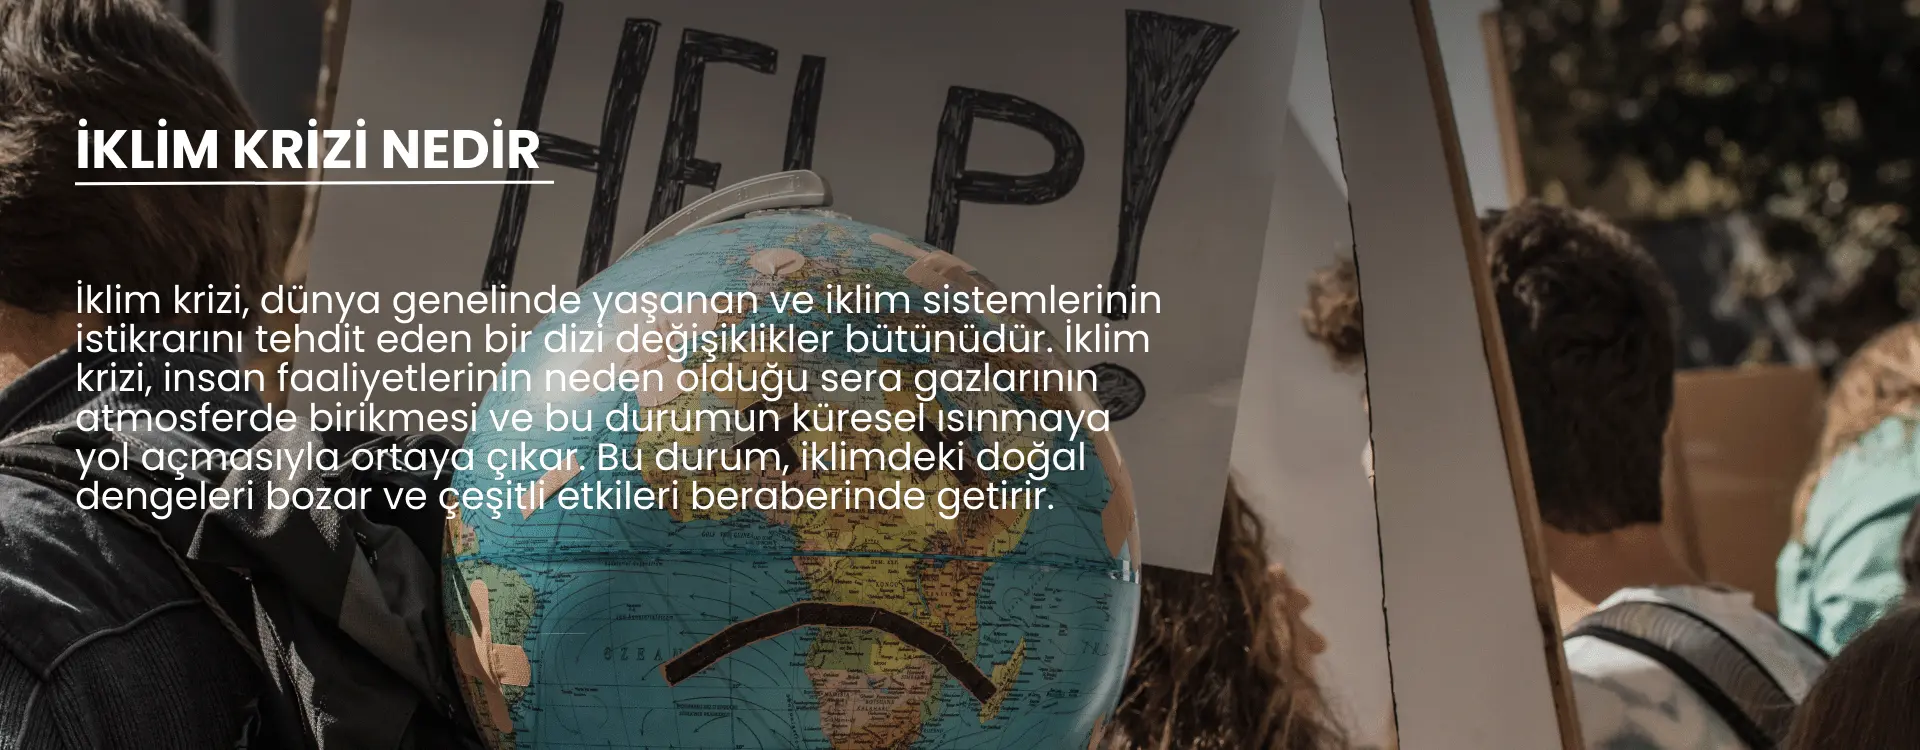 HELP!
İKLİM KRİZİ NEDİR
İklim krizi, dünya genelinde yaşanan ve iklim sistemlerinin
istikrarını tehdit eden bir dizi değişiklikler bütünüdür. İklim
krizi, insan faaliyetlerinin neden olduğu sera gazlarının
atmosferde birikmesi ve bu durumun küresel ısınmaya
yol açmasıyla ortaya çıkar. Bu durum, iklimdeki doğal
dengeleri bozar ve çeşitli etkileri beraberinde getirir.